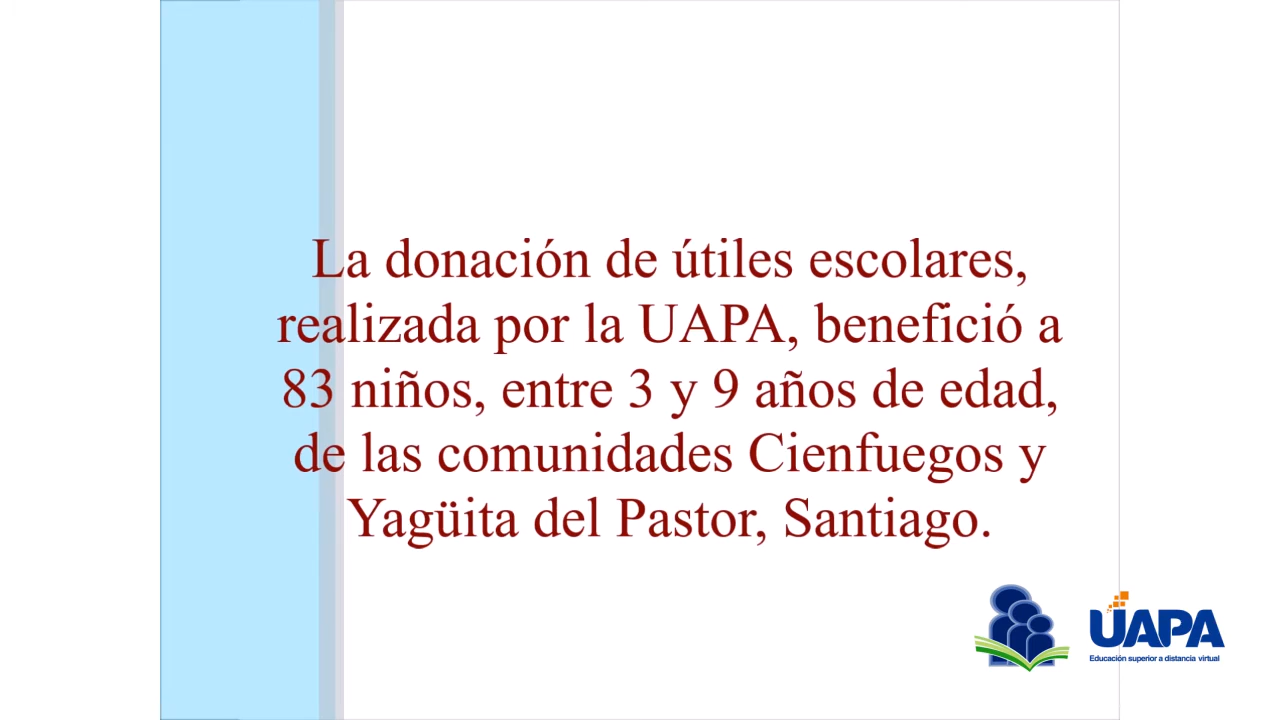 La donación de útiles escolares,
realizada por la UAPA, benefició a
83 niños, entre 3 y 9 años de edad,
de las comunidades Cienfuegos y
Yagüita del Pastor, Santiago.
UAPA
Educación superior a distancia virtual